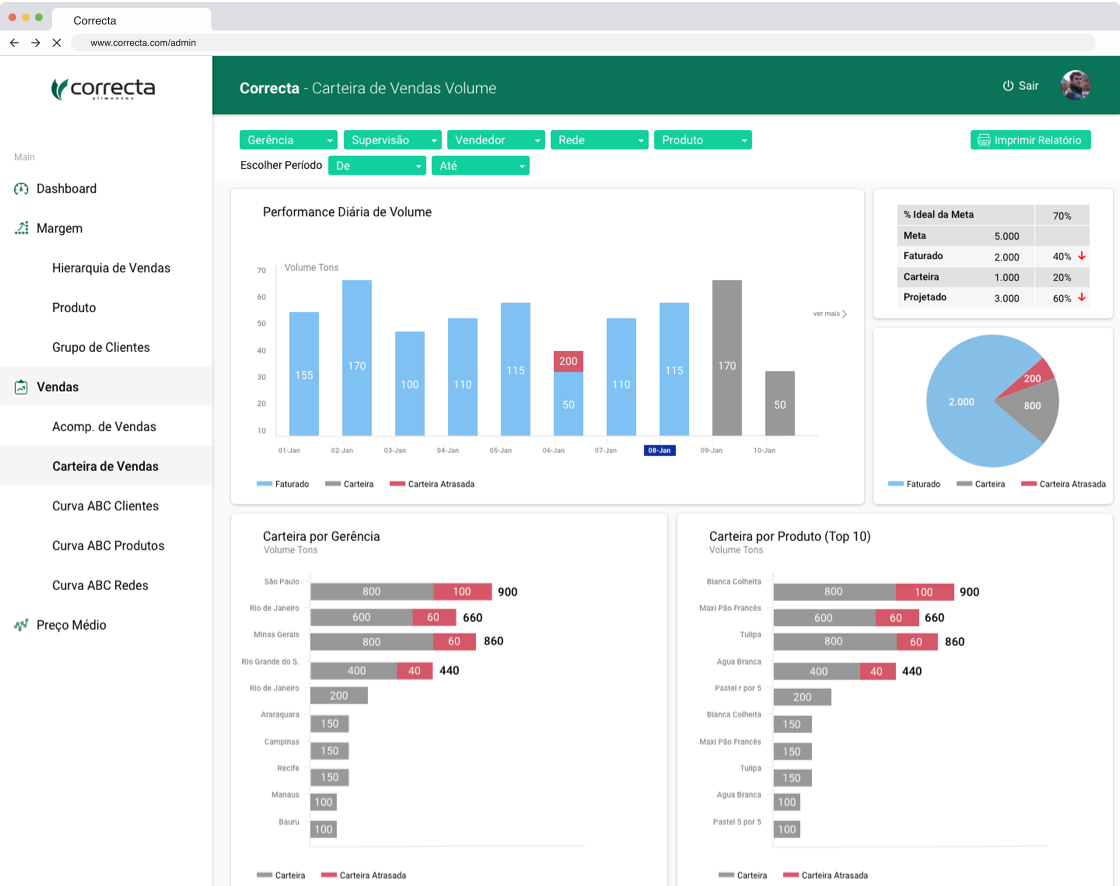 Correcta
www.correcta.com/admin
correcta
alimentos
Correcta - Carteira de Vendas Volume
Sair
Main
Dashboard
Margem
Hierarquia de Vendas
Produto
Grupo de Clientes
Vendas
Acomp. de Vendas
Carteira de Vendas
Curva ABC Clientes
Curva ABC Produtos
Curva ABC Redes
Preço Médio
Gerência
Supervisão
Vendedor
Rede
Produto
Imprimir Relatório
Escolher Período
De
Até
Performance Diária de Volume
Volume Tons
70
60
50
40
30
20
10
155
170
100
110
115
200
50
110
115
170
50
01-Jan
02-Jan
03-Jan
04-Jan
05-Jan
06-Jan
07-Jan
08-Jan
09-Jan
10-Jan
ver mais
Faturado
Carteira
Carteira Atrasada
% Ideal da Meta 70%
Meta 5.000
Faturado 2.000 40%
Carteira 1.000 20%
Projetado 3.000 60%
2.000
200
800
Faturado
Carteira
Carteira Atrasada
Carteira por Gerência
Volume Tons
São Paulo 800 100 900
Rio de Janeiro 600 60 660
Minas Gerais 800 60 860
Rio Grande do S. 400 40 440
Rio de Janeiro 200
Araraquara 150
Campinas 150
Recife 150
Manaus 100
Bauru 100
Carteira
Carteira Atrasada
Carteira por Produto (Top 10)
Volume Tons
Bianca Colheita 800 100 900
Maxi Pão Francês 600 60 660
Tulipa 800 60 860
Agua Branca 400 40 440
Pastel r por 5 200
Bianca Colheita 150
Maxi Pão Francês 150
Tulipa 150
Agua Branca 100
Pastel 5 por 5 100
Carteira
Carteira Atrasada